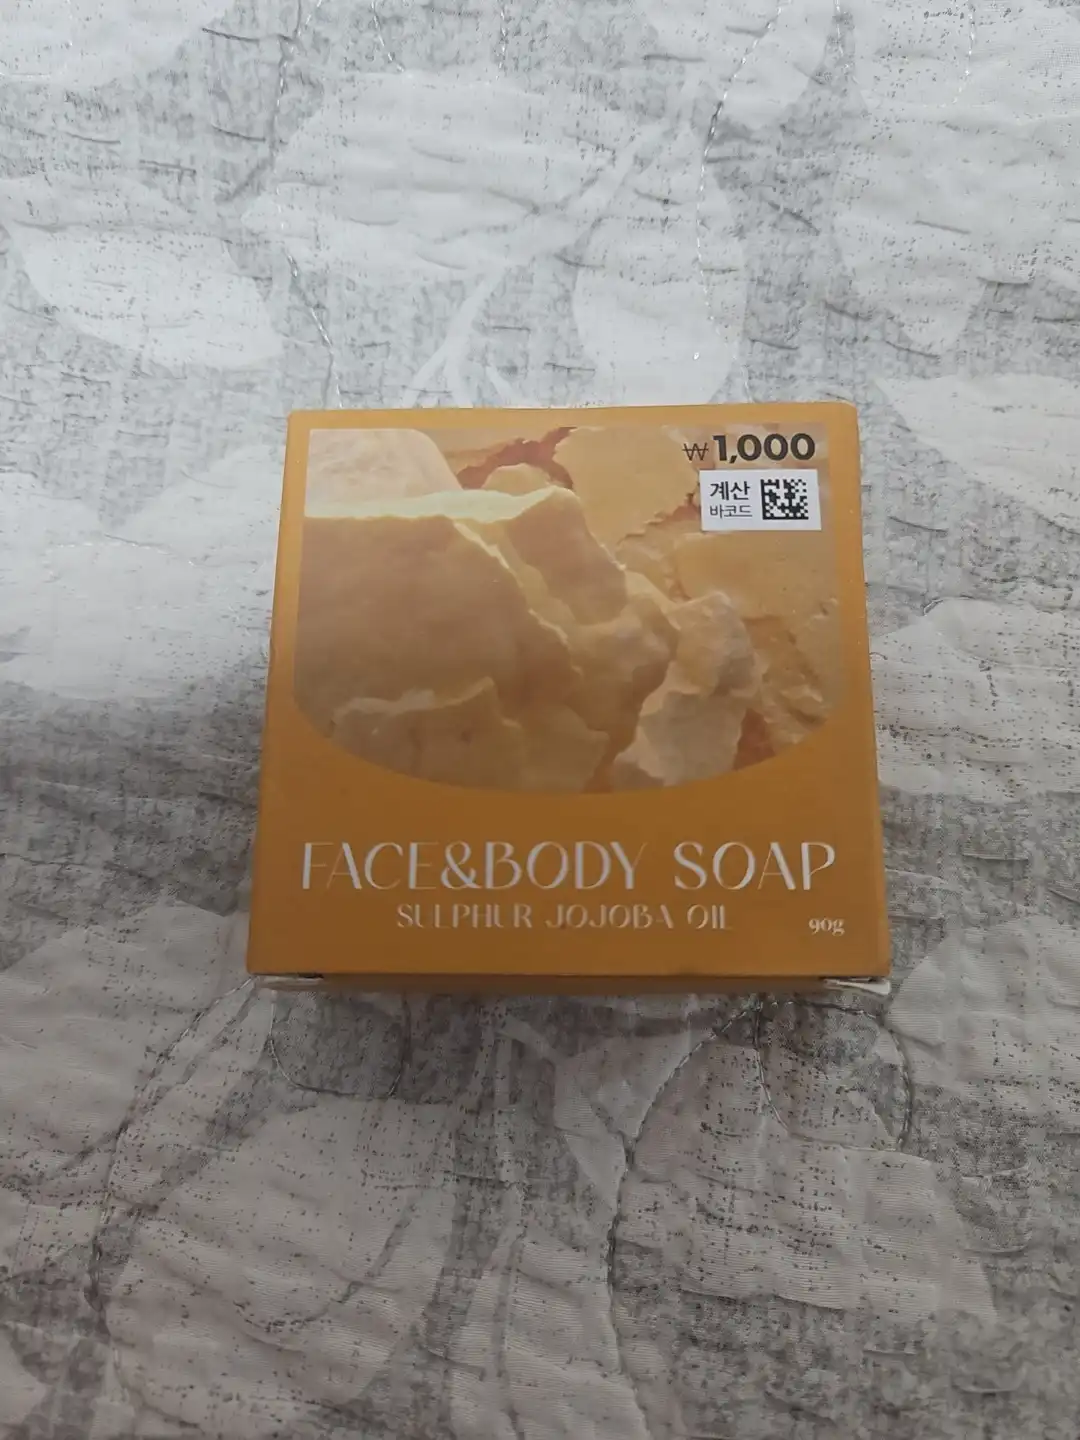 ₩1,000
계산
바코드
FACE&BODY SOAP
SULPHUR JOJOBA OIL
90g